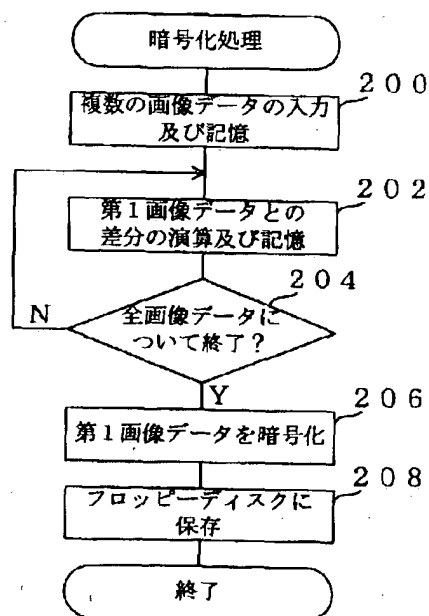 暗号化処理
200
複数の画像データの入力
及び記憶
202
第1画像データとの
差分の演算及び記憶
204
全画像データに
ついて終了?
N
Y
206
第1画像データを暗号化
208
フロッピーディスクに
保存
終了